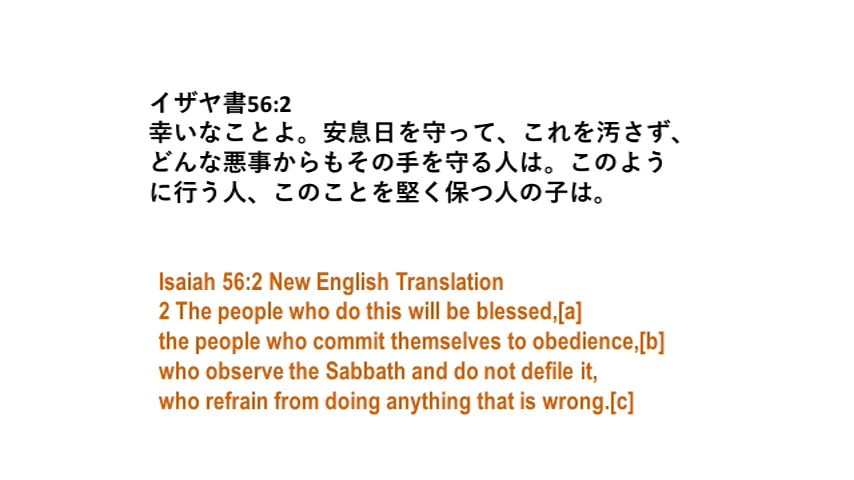 イザヤ書56:2
幸いなことよ。安息日を守って、これを汚さず、
どんな悪事からもその手を守る人は。このよう
に行う人、このことを堅く保つ人の子は。
Isaiah 56:2 New English Translation
2 The people who do this will be blessed,[a]
the people who commit themselves to obedience,[b]
who observe the Sabbath and do not defile it,
who refrain from doing anything that is wrong.[c]